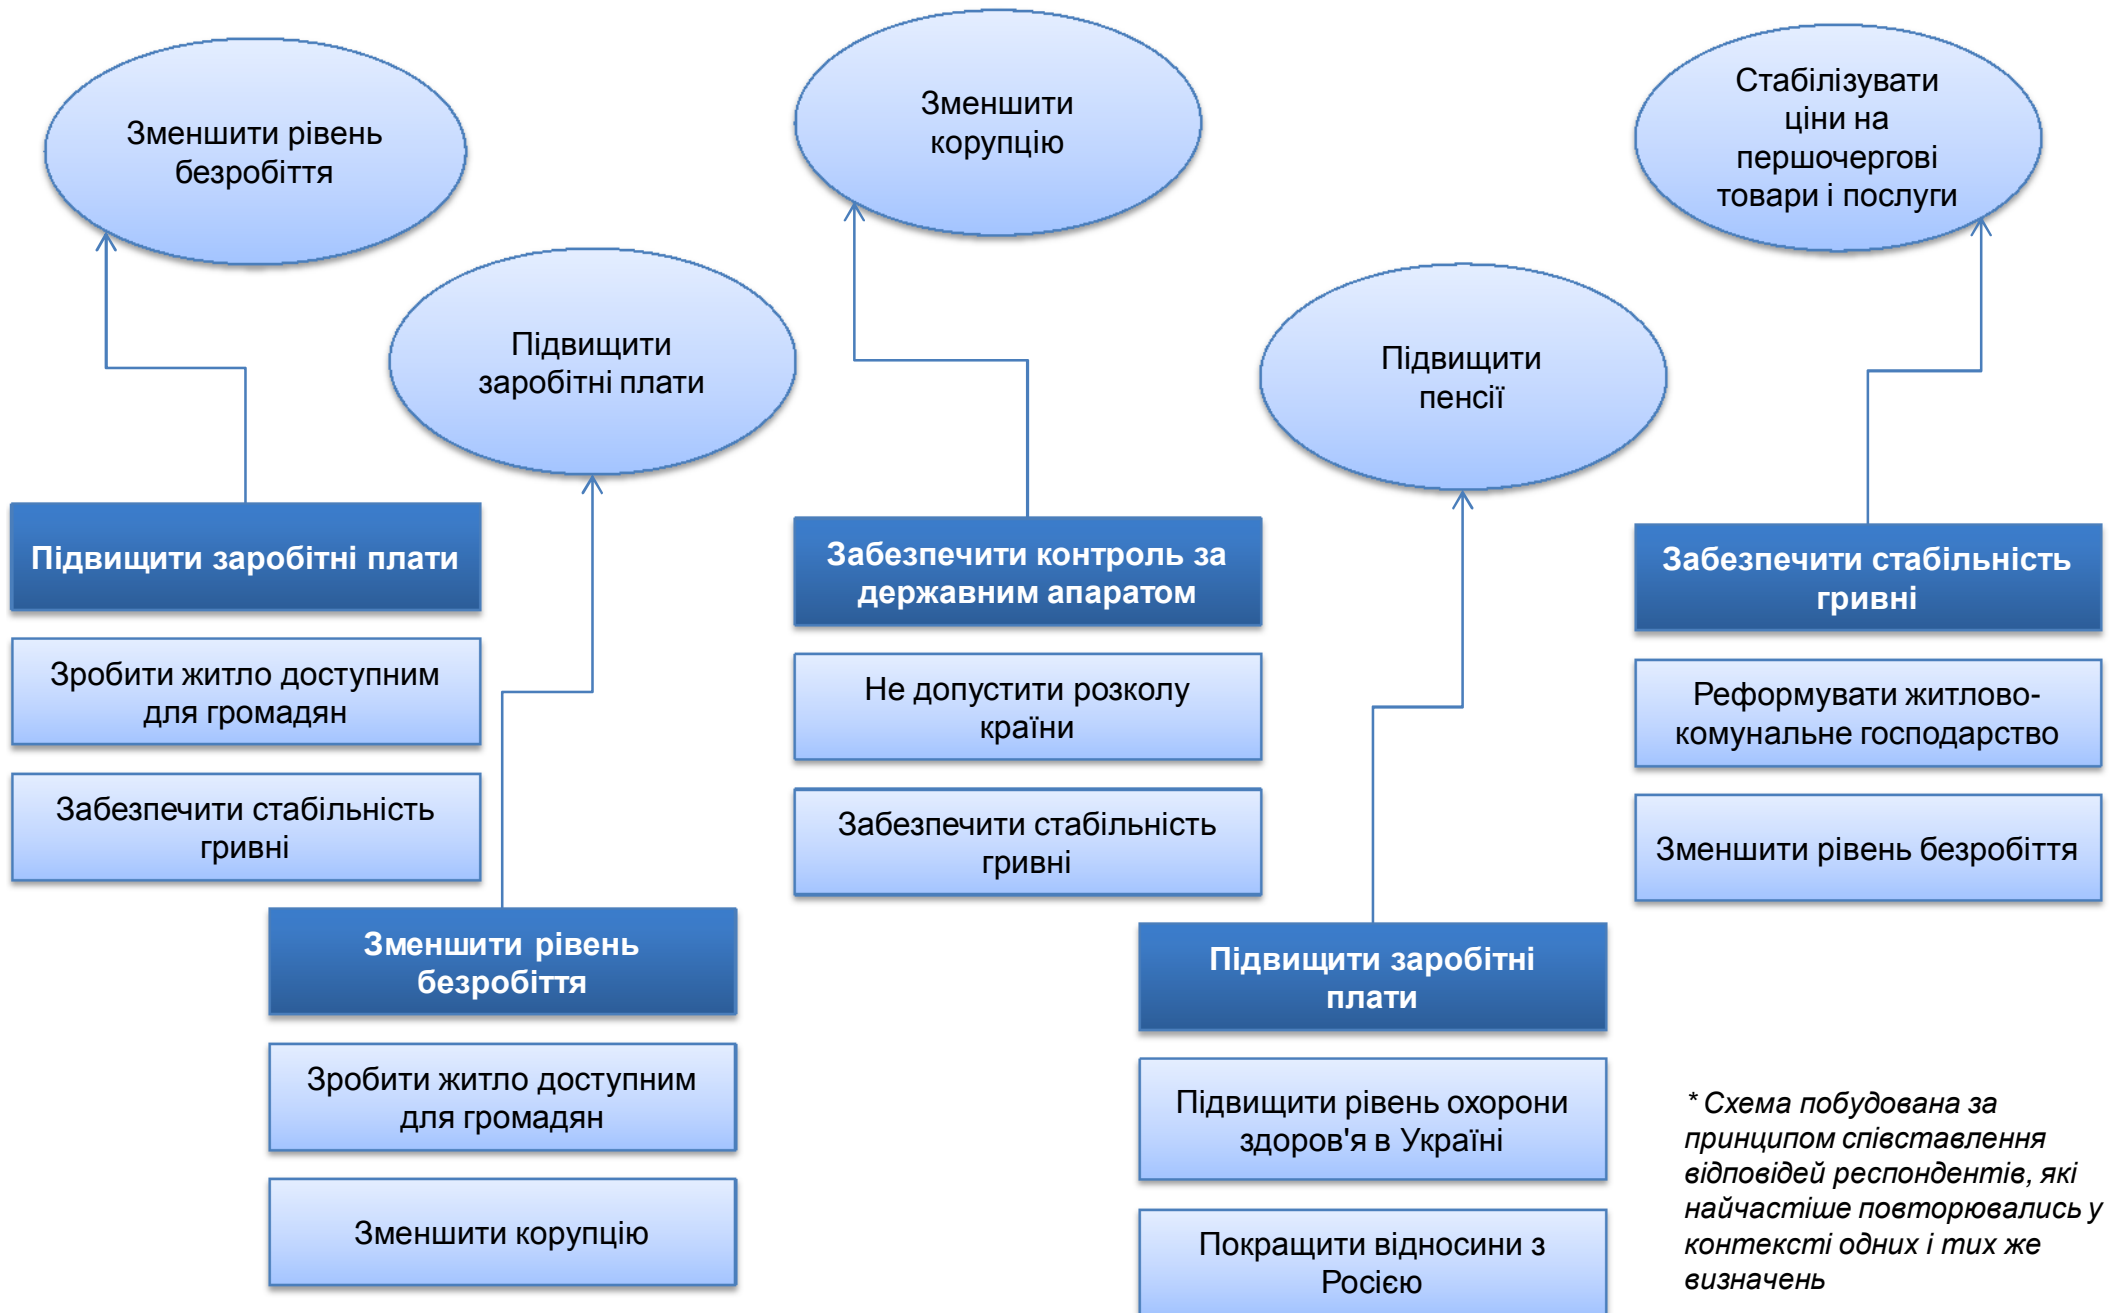 Зменшити рівень
безробіття
Підвищити
заробітні плати
Зменшити
корупцію
Підвищити
пенсії
Стабілізувати
ціни на
першочергові
товари і послуги
Підвищити заробітні плати
Зробити житло доступним
для громадян
Забезпечити стабільність
гривні
Зменшити рівень
безробіття
Зробити житло доступним
для громадян
Зменшити корупцію
Забезпечити контроль за
державним апаратом
Не допустити розколу
країни
Забезпечити стабільність
гривні
Підвищити заробітні
плати
Підвищити рівень охорони
здоров'я в Україні
Покращити відносини з
Росією
Забезпечити стабільність
гривні
Реформувати житлово-
комунальне господарство
Зменшити рівень безробіття
* Схема побудована за
принципом співставлення
відповідей респондентів, які
найчастіше повторювались у
контексті одних і тих же
визначень